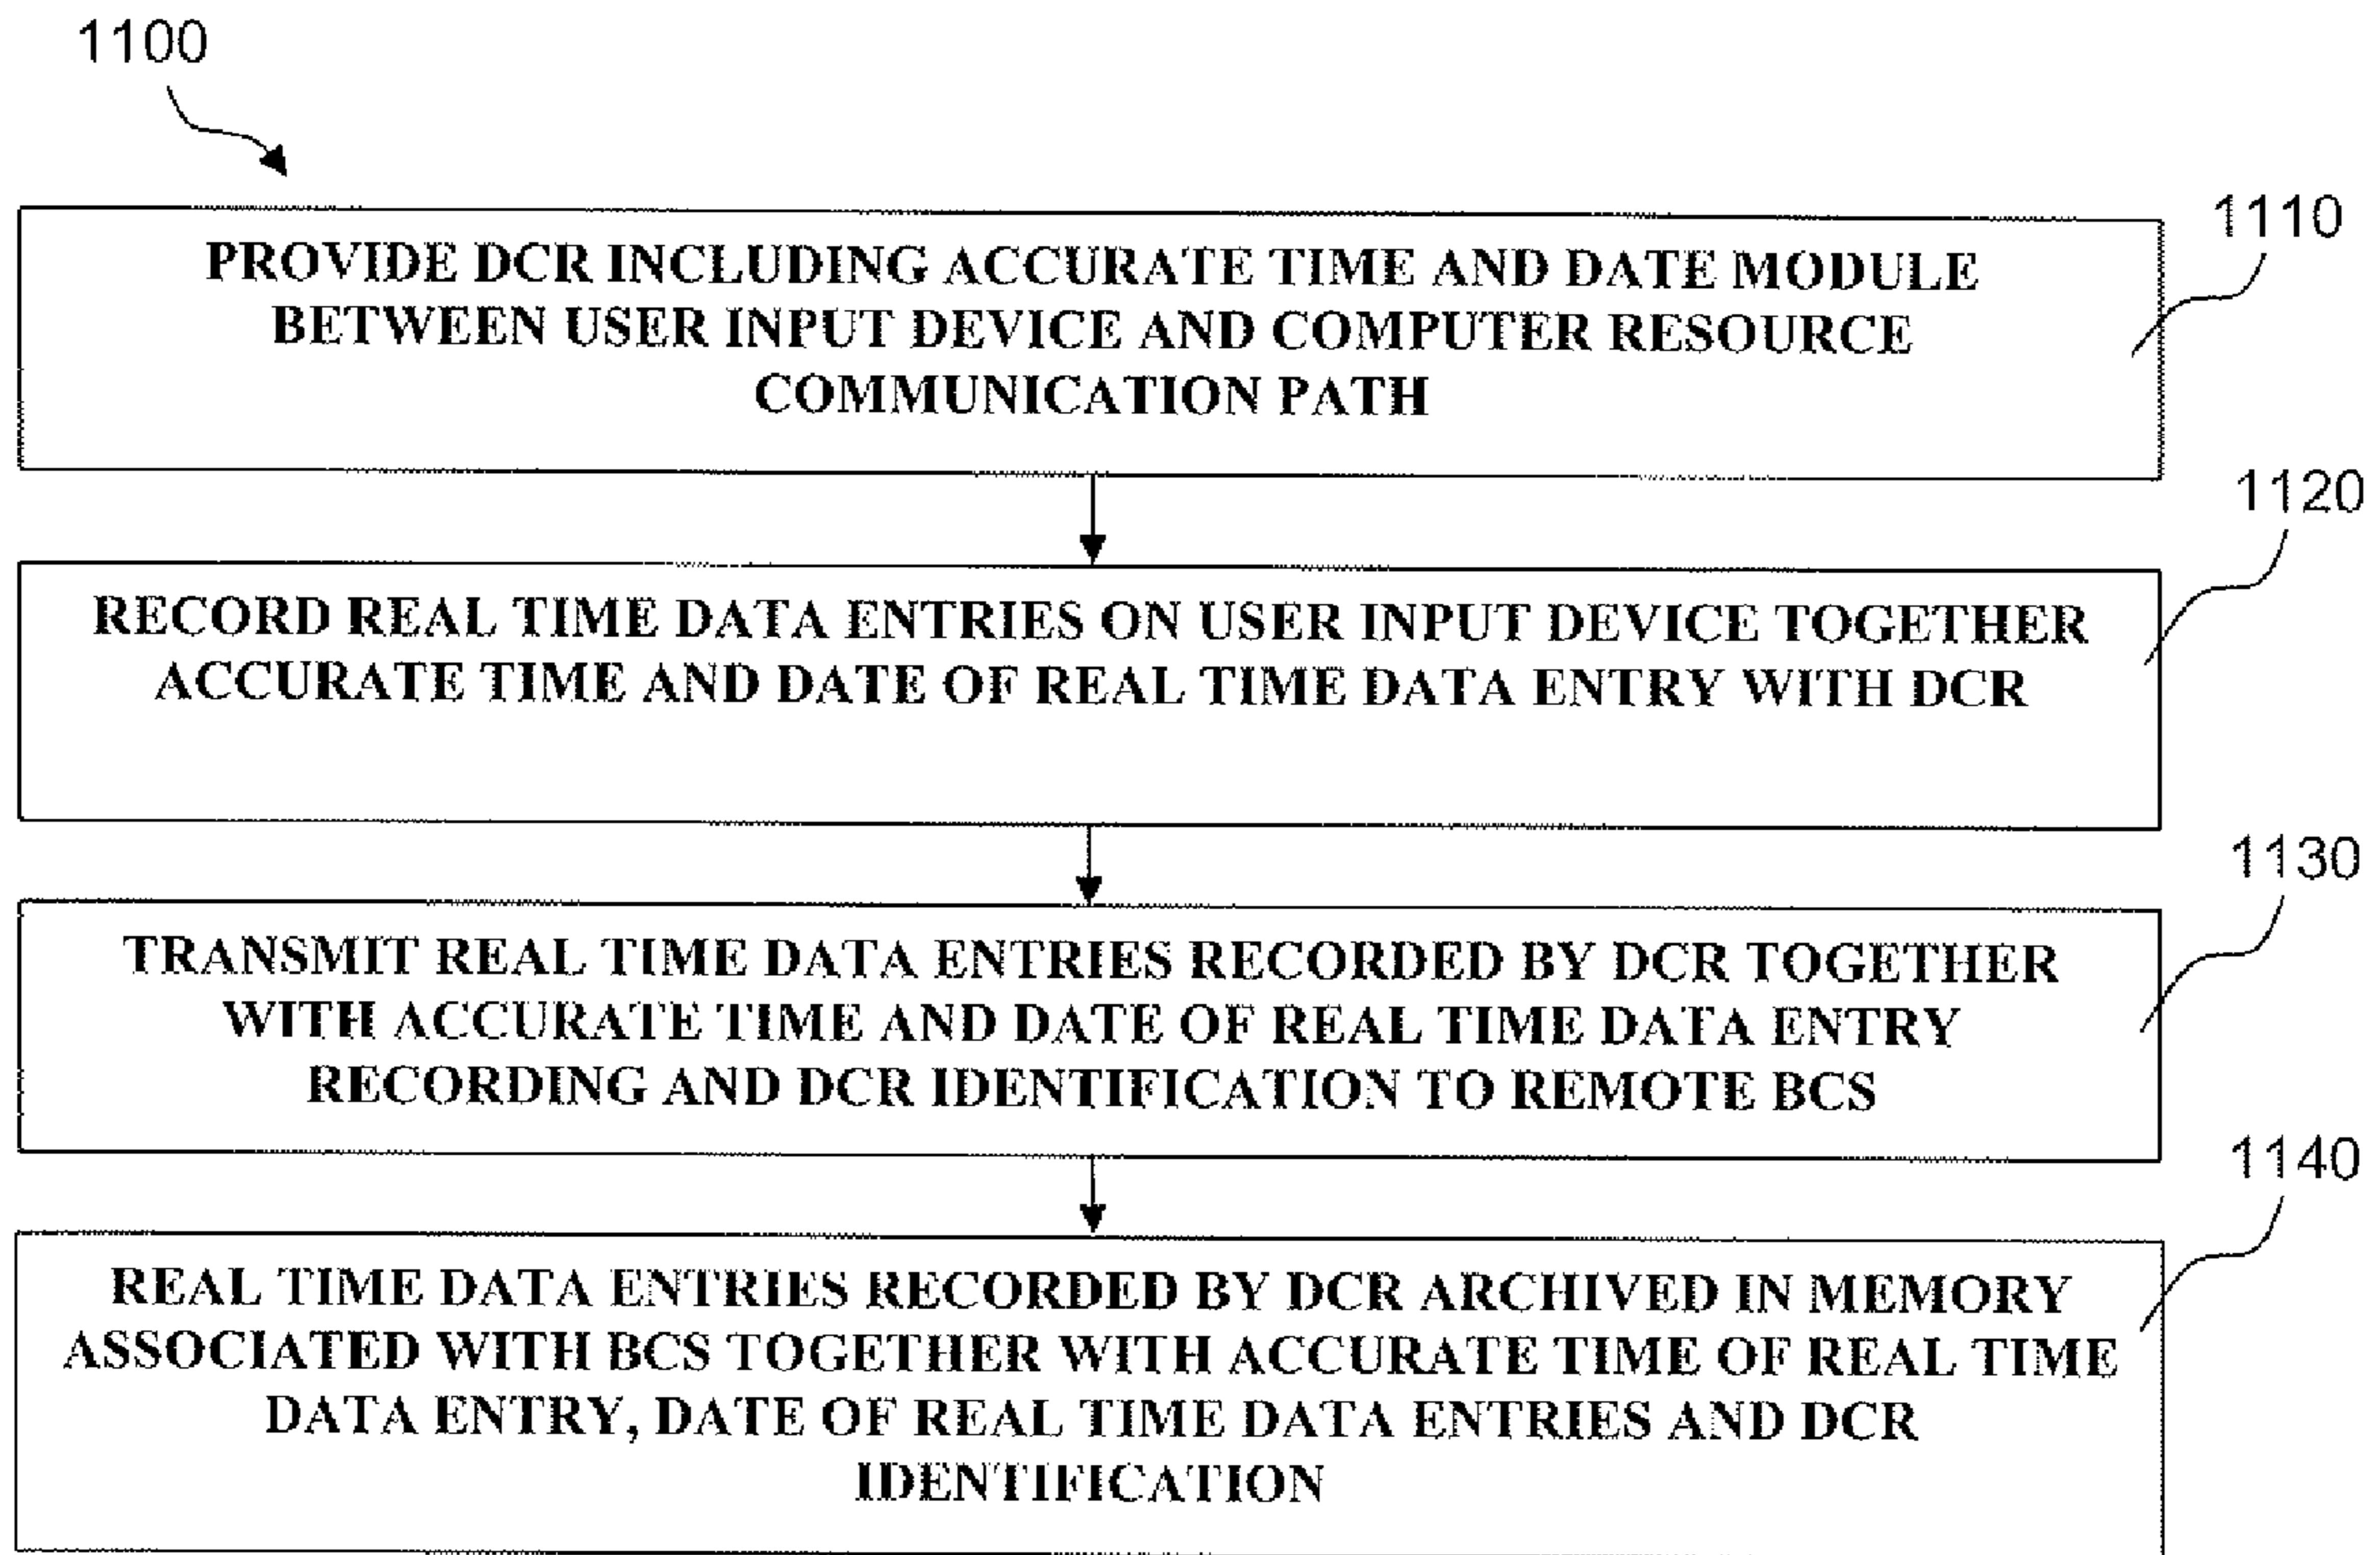 1100
1110
PROVIDE DCR INCLUDING ACCURATE TIME AND DATE MODULE
BETWEEN USER INPUT DEVICE AND COMPUTER RESOURCE
COMMUNICATION PATH
1120
RECORD REAL TIME DATA ENTRIES ON USER INPUT DEVICE TOGETHER
ACCURATE TIME AND DATE OF REAL TIME DATA ENTRY WITH DCR
1130
TRANSMIT REAL TIME DATA ENTRIES RECORDED BY DCR TOGETHER
WITH ACCURATE TIME AND DATE OF REAL TIME DATA ENTRY
RECORDING AND DCR IDENTIFICATION TO REMOTE BCS
1140
REAL TIME DATA ENTRIES RECORDED BY DCR ARCHIVED IN MEMORY
ASSOCIATED WITH BCS TOGETHER WITH ACCURATE TIME OF REAL TIME
DATA ENTRY, DATE OF REAL TIME DATA ENTRIES AND DCR
IDENTIFICATION